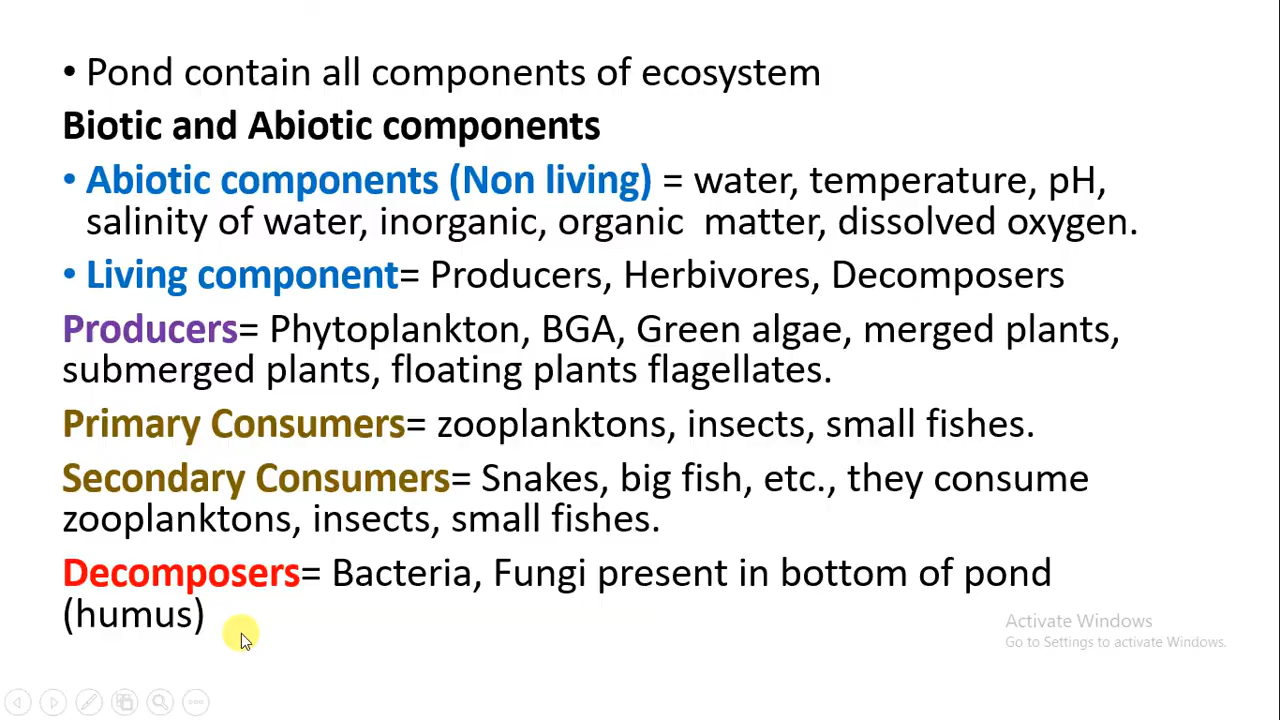 • Pond contain all components of ecosystem
Biotic and Abiotic components
• Abiotic components (Non living) = water, temperature, pH,
salinity of water, inorganic, organic  matter, dissolved oxygen.
• Living component= Producers, Herbivores, Decomposers
Producers= Phytoplankton, BGA, Green algae, merged plants,
submerged plants, floating plants flagellates.
Primary Consumers= zooplanktons, insects, small fishes.
Secondary Consumers= Snakes, big fish, etc., they consume
zooplanktons, insects, small fishes.
Decomposers= Bacteria, Fungi present in bottom of pond
(humus)
Activate Windows
Go to Settings to activate Windows.